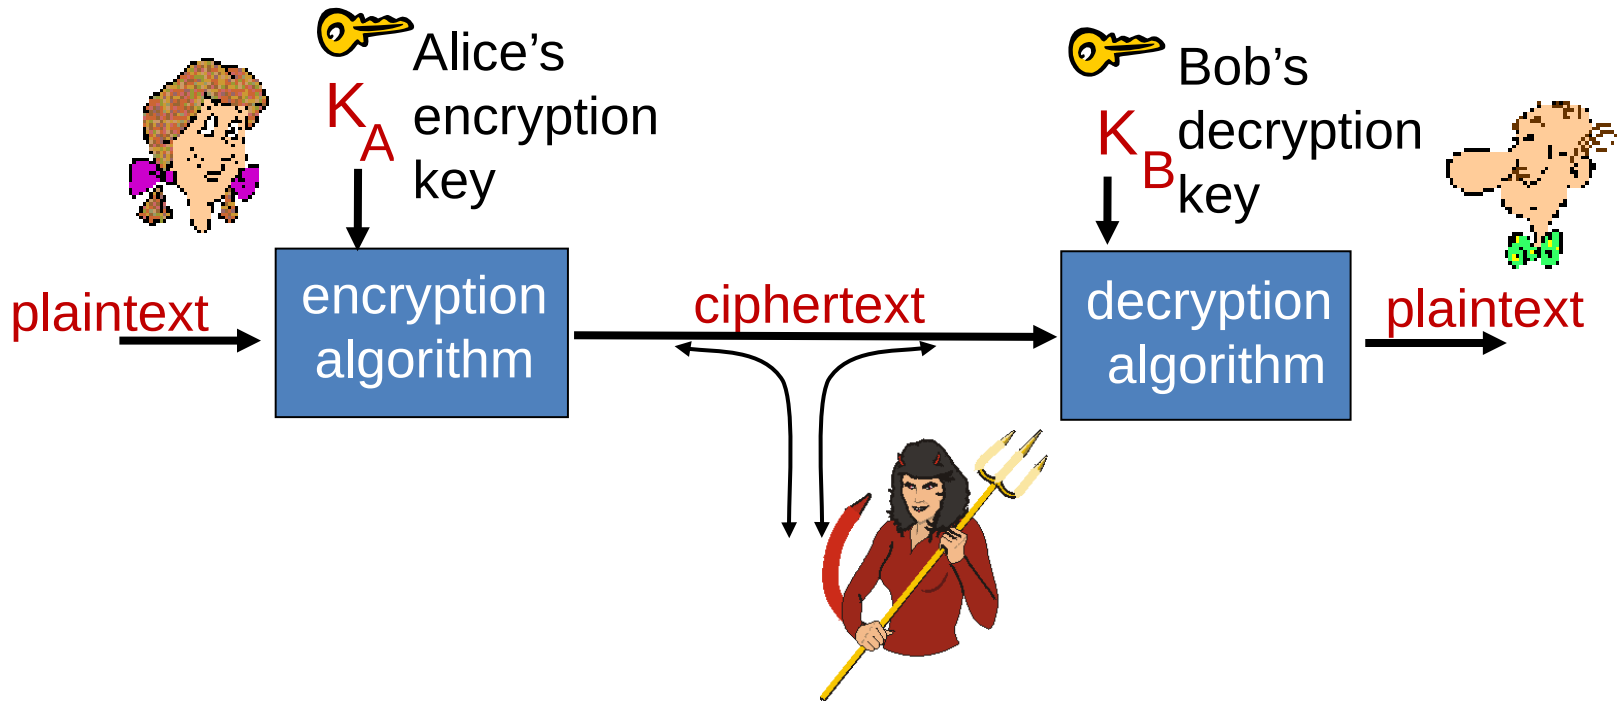 Alice’s
encryption
key
K
A
Bob’s
decryption
key
K
B
plaintext
encryption
algorithm
ciphertext
decryption
algorithm
plaintext